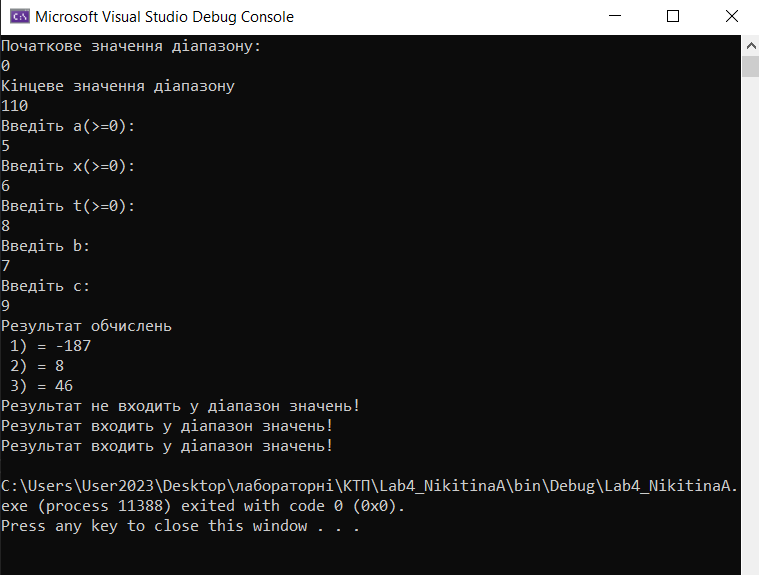 Microsoft Visual Studio Debug Console
Початкове значення діапазону:
0
Кінцеве значення діапазону
110
Введіть a(>=0):
5
Введіть x(>=0):
6
Введіть t(>=0):
8
Введіть b:
7
Введіть c:
9
Результат обчислень
1) = -187
2) = 8
3) = 46
Результат не входить у діапазон значень!
Результат входить у діапазон значень!
Результат входить у діапазон значень!
C:\Users\User2023\Desktop\лабораторні\КТП\Lab4_NikitinaA\bin\Debug\Lab4_NikitinaA.
exe (process 11388) exited with code 0 (0x0).
Press any key to close this window . . .